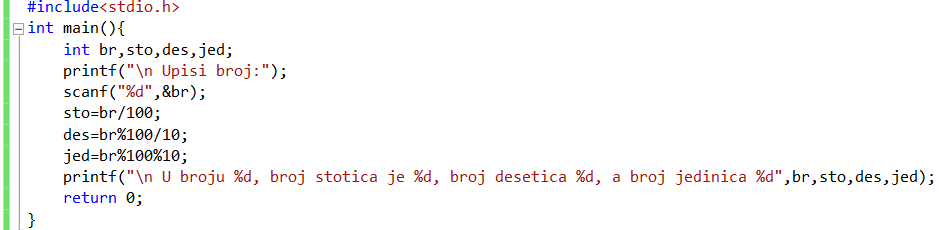 #include<stdio.h>
int main(){
int br,sto,des,jed;
printf("\n Upisi broj:");
scanf("%d",&br);
sto=br/100;
des=br%100/10;
jed=br%100%10;
printf("\n U broju %d, broj stotica je %d, broj desetica %d, a broj jedinica %d",br,sto,des,jed);
return 0;
}